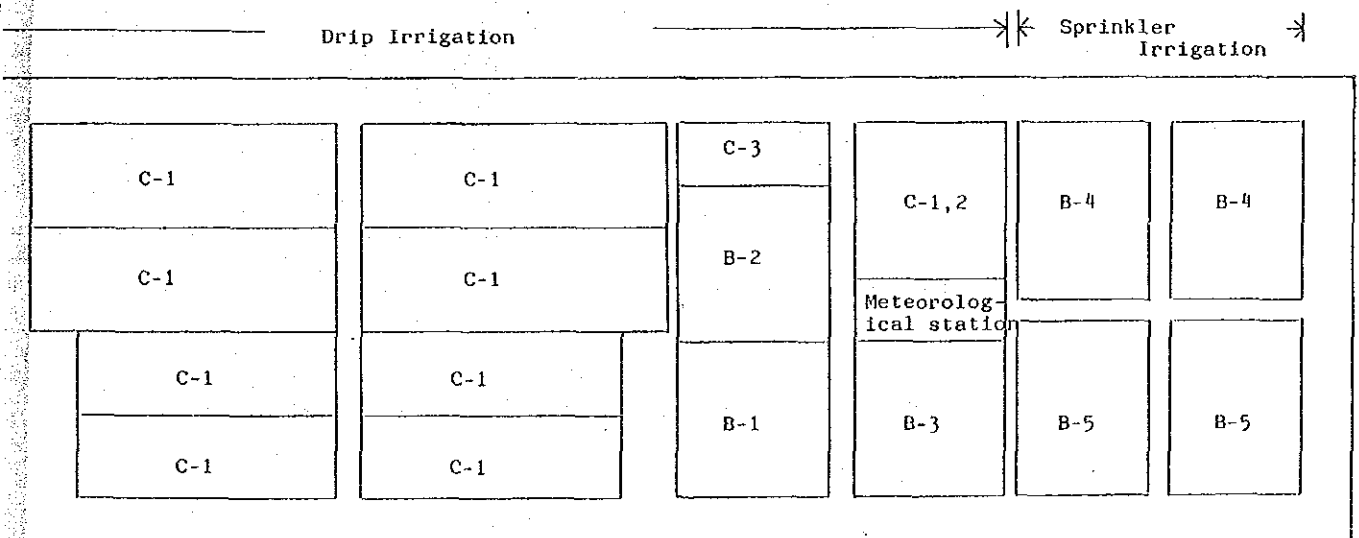 Drip Irrigation
Sprinkler
Irrigation
C-1
C-1
C-3
C-1,2
B-4
B-4
B-2
C-1
C-1
Meteorolog-
ical station
C-1
C-1
B-1
B-3
B-5
B-5
C-1
C-1